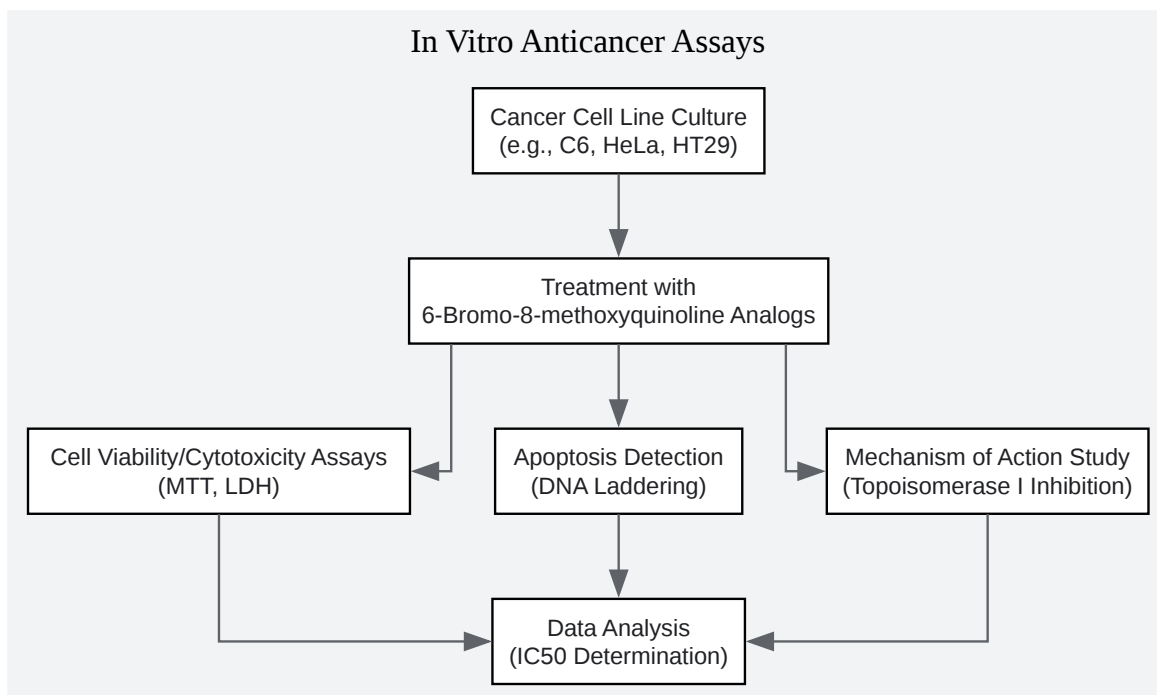 In Vitro Anticancer Assays
Cancer Cell Line Culture
(e.g., C6, HeLa, HT29)
Treatment with
6-Bromo-8-methoxyquinoline Analogs
Cell Viability/Cytotoxicity Assays
(MTT, LDH)
Apoptosis Detection
(DNA Laddering)
Mechanism of Action Study
(Topoisomerase I Inhibition)
Data Analysis
(IC50 Determination)